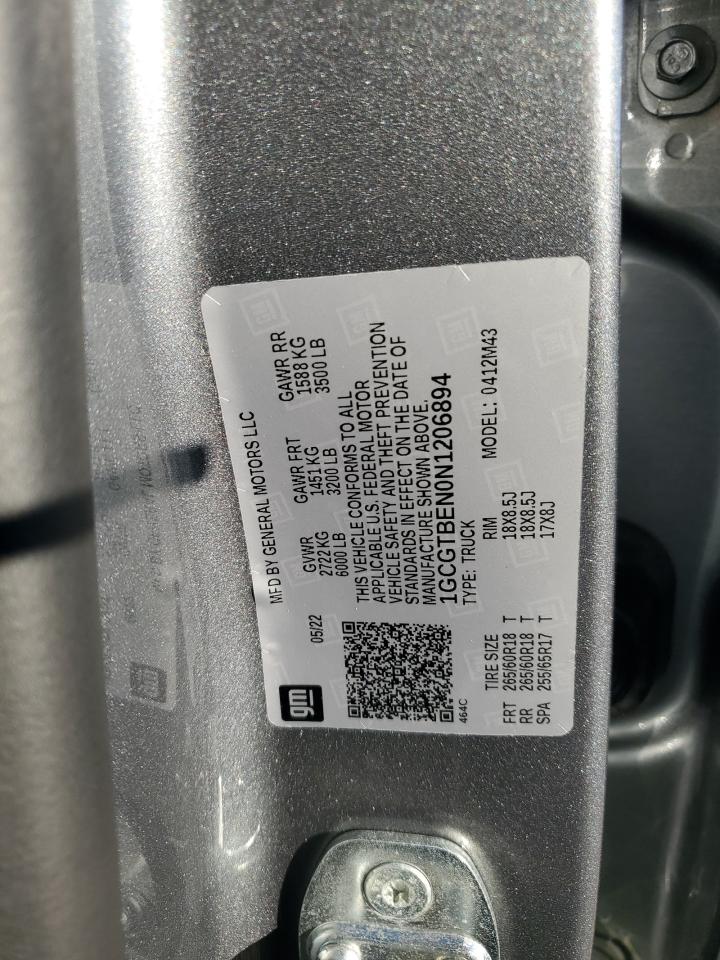 MFD BY GENERAL MOTORS LLC
gm
05/22
GVWR GAWR FRT GAWR RR
2722 KG 1451 KG 1588 KG
6000 LB 3200 LB 3500 LB
THIS VEHICLE CONFORMS TO ALL
APPLICABLE U.S. FEDERAL MOTOR
VEHICLE SAFETY AND THEFT PREVENTION
STANDARDS IN EFFECT ON THE DATE OF
MANUFACTURE SHOWN ABOVE.
1GCGTBEN0N1206894
464C
TYPE: TRUCK MODEL: 0412M43
TIRE SIZE RIM
FRT 265/60R18 T 18X8.5J
RR 265/60R18 T 18X8.5J
SPA 255/65R17 T 17X8J